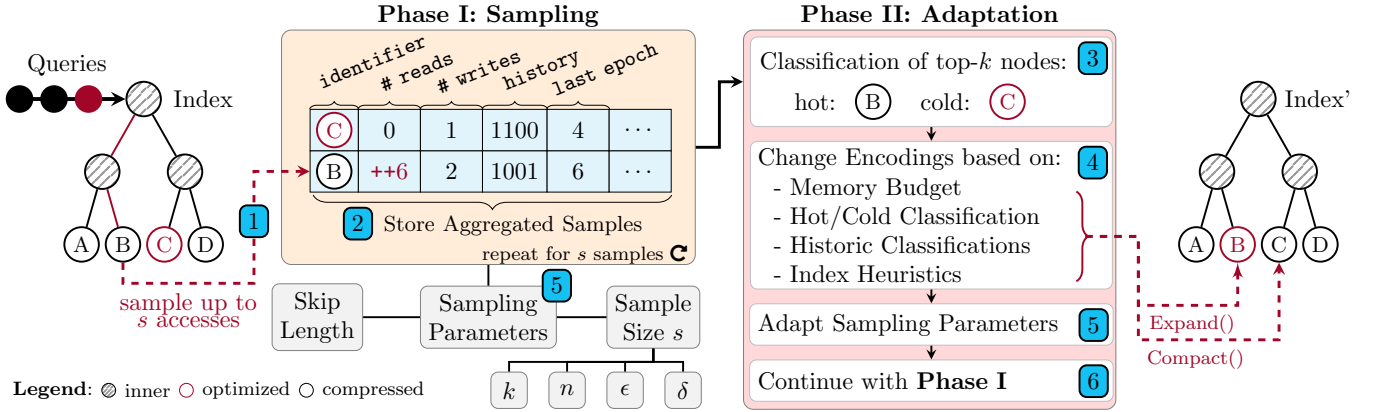 Phase I: Sampling
Phase II: Adaptation
Queries
Index
A
B
C
D
1
sample up to
s accesses
identifier
# reads
# writes
history
last epoch
C 0 1 1100 4 ···
B ++6 2 1001 6 ···
2 Store Aggregated Samples
repeat for s samples
Skip
Length
Sampling
Parameters
5
Sample
Size s
k
n
ϵ
δ
Classification of top-k nodes: 3
hot: B cold: C
Change Encodings based on: 4
- Memory Budget
- Hot/Cold Classification
- Historic Classifications
- Index Heuristics
Adapt Sampling Parameters 5
Continue with Phase I 6
Index'
A
B
C
D
Expand()
Compact()
Legend: inner optimized compressed